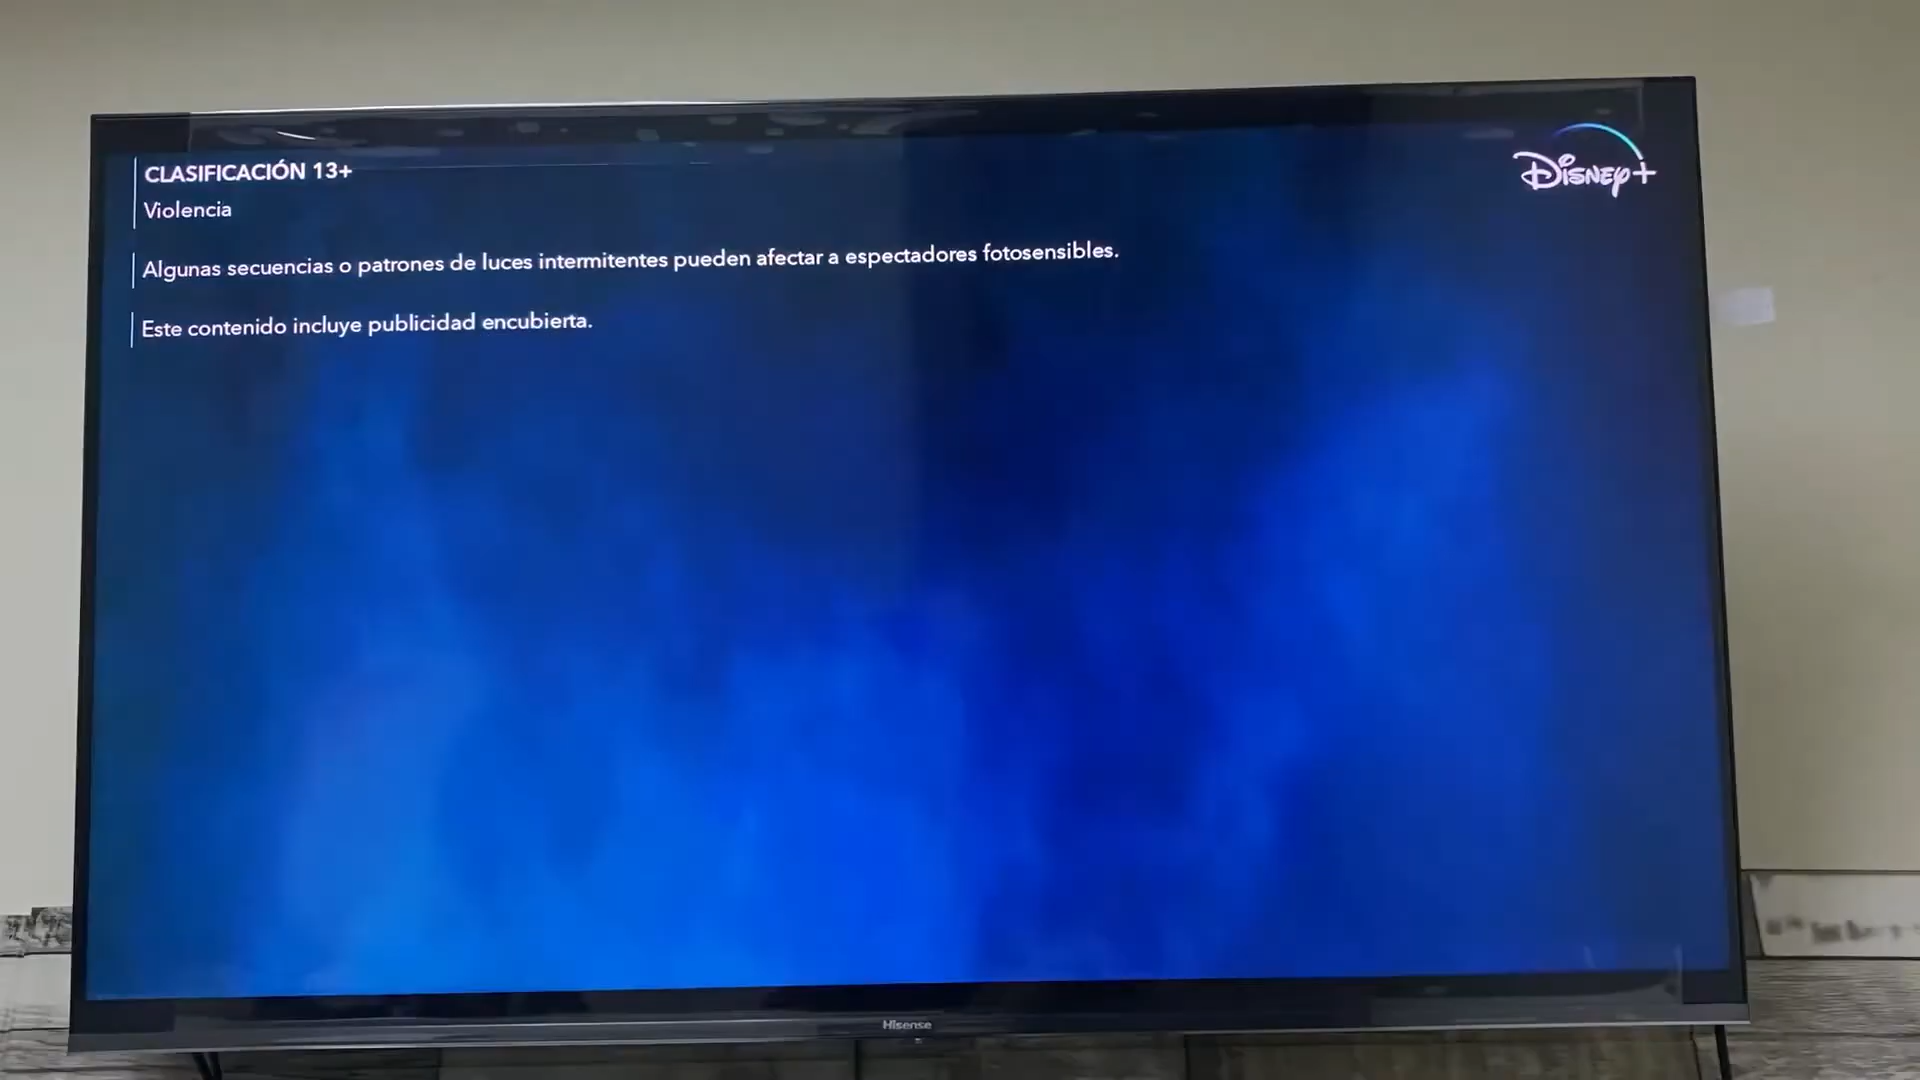 CLASIFICACIÓN 13+
Violencia
Disney+
Algunas secuencias o patrones de luces intermitentes pueden afectar a espectadores fotosensibles.
Este contenido incluye publicidad encubierta.
Hisense